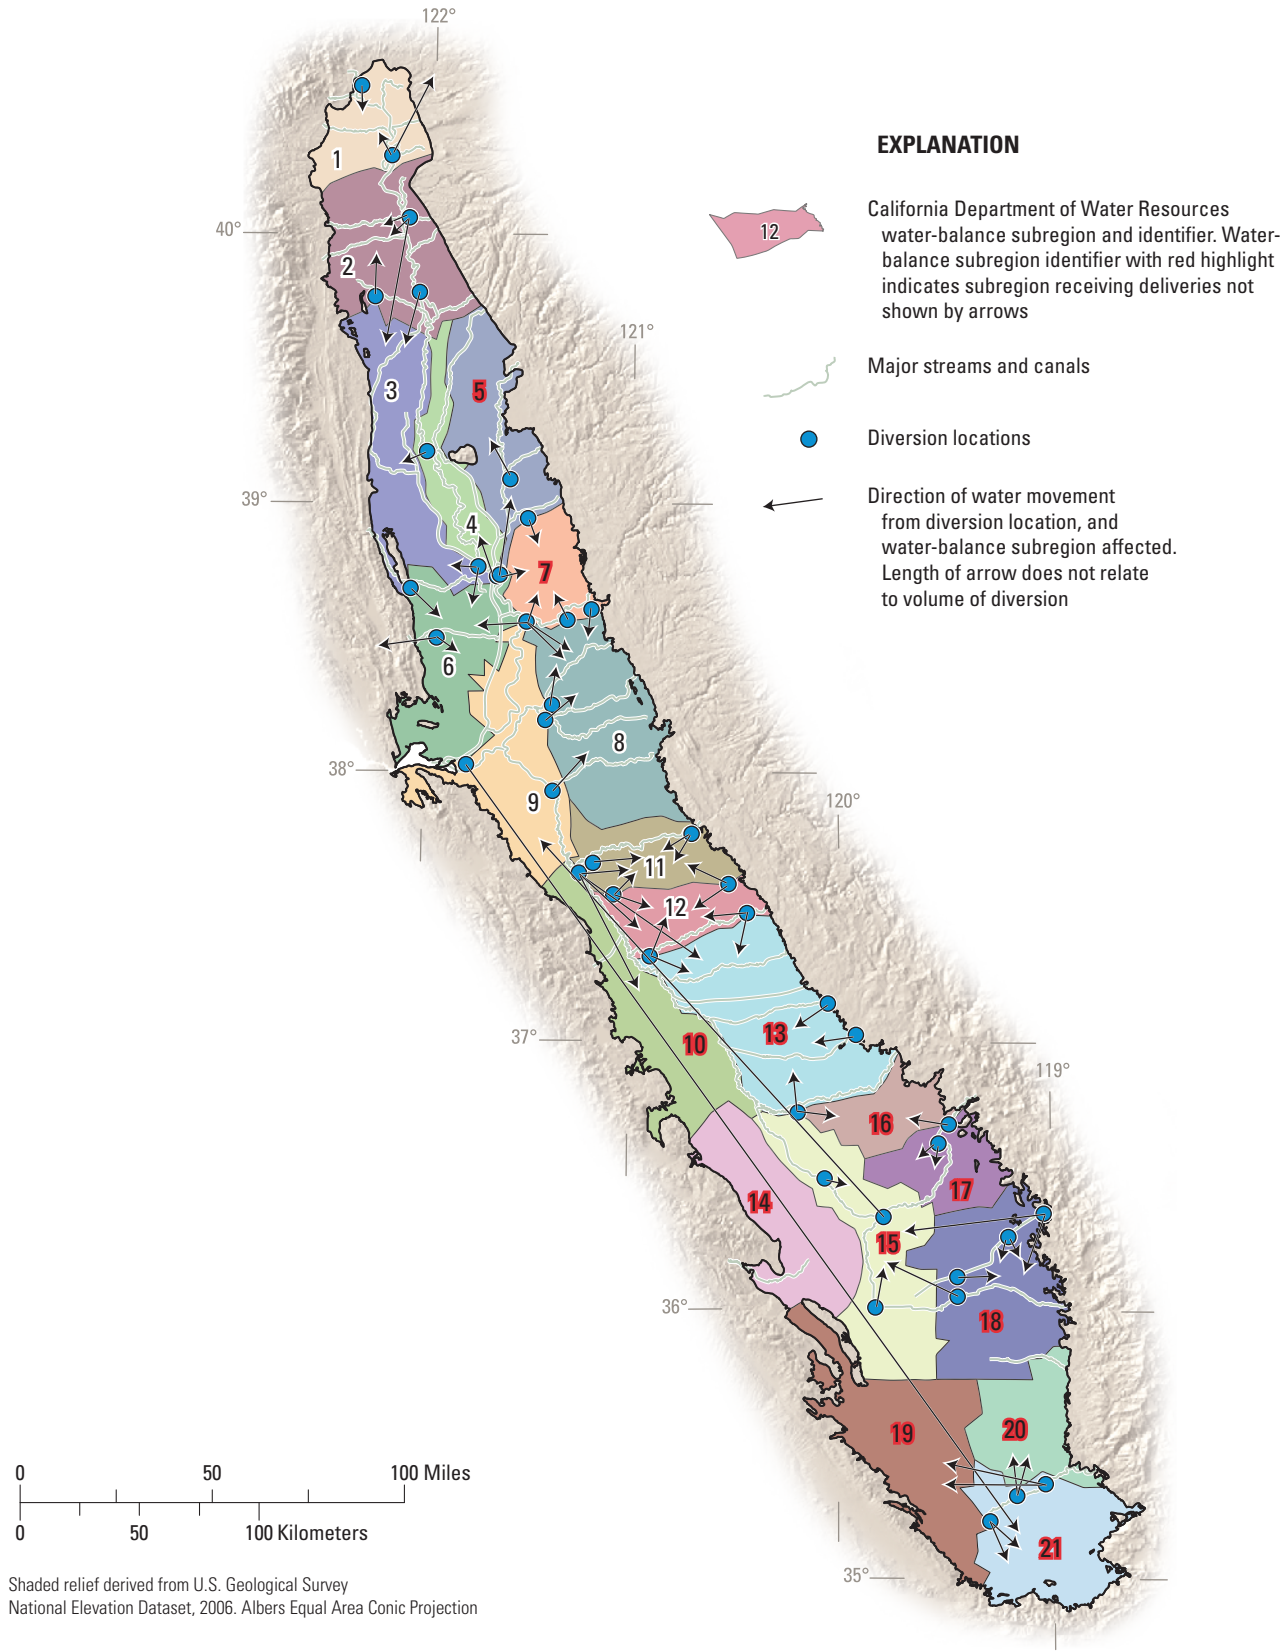 122°
EXPLANATION
1
12
California Department of Water Resources
water-balance subregion and identifier. Water-
balance subregion identifier with red highlight
indicates subregion receiving deliveries not
shown by arrows
40°
2
121°
Major streams and canals
3
5
Diversion locations
39°
Direction of water movement
from diversion location, and
water-balance subregion affected.
Length of arrow does not relate
to volume of diversion
4
7
6
8
38°
9
120°
11
12
37°
10
13
119°
16
14
17
15
36°
18
19
20
0 50 100 Miles
0 50 100 Kilometers
21
35°
Shaded relief derived from U.S. Geological Survey
National Elevation Dataset, 2006. Albers Equal Area Conic Projection